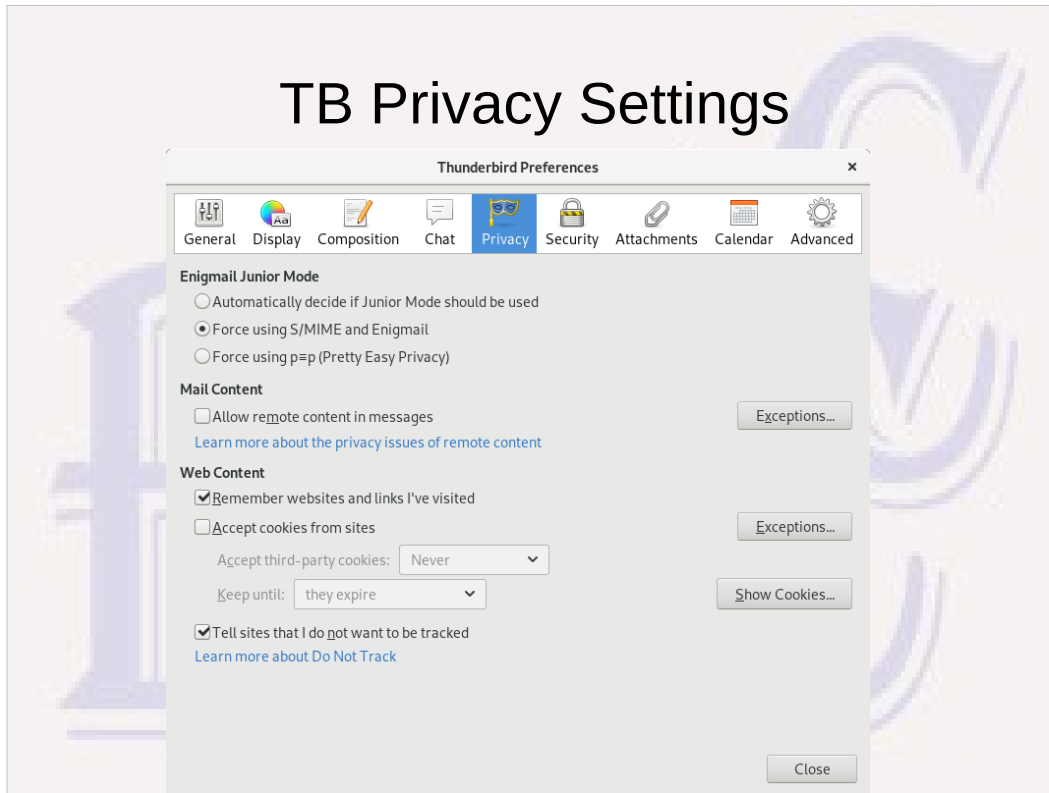 TB Privacy Settings
Thunderbird Preferences ×
General Display Composition Chat Privacy Security Attachments Calendar Advanced
Enigmail Junior Mode
Automatically decide if Junior Mode should be used
Force using S/MIME and Enigmail
Force using p≡p (Pretty Easy Privacy)
Mail Content
Allow remote content in messages Exceptions...
Learn more about the privacy issues of remote content
Web Content
Remember websites and links I've visited
Accept cookies from sites Exceptions...
Accept third-party cookies: Never
Keep until: they expire Show Cookies...
Tell sites that I do not want to be tracked
Learn more about Do Not Track
Close